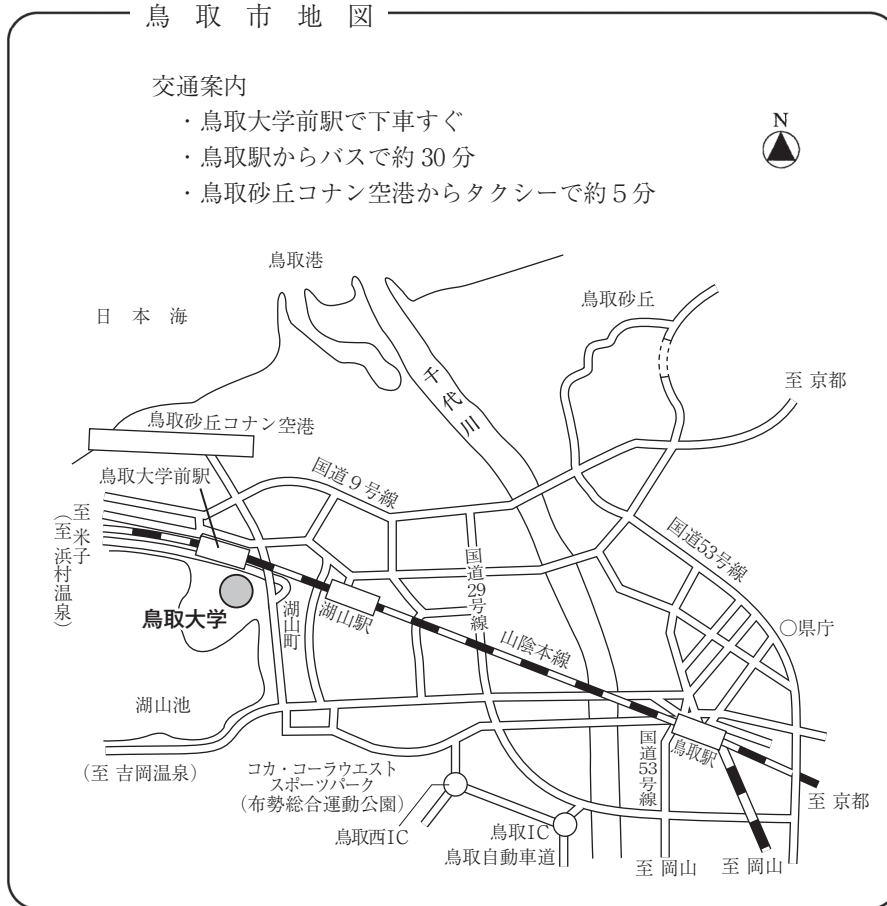 鳥取市地図
交通案内
・鳥取大学前駅で下車すぐ
・鳥取駅からバスで約30分
・鳥取砂丘コナン空港からタクシーで約5分
N
鳥取港
日本海
鳥取砂丘
千代川
至 京都
鳥取砂丘コナン空港
鳥取大学前駅
国道9号線
至 米子
(至 浜村温泉)
国道29号線
国道53号線
鳥取大学
湖山町
湖山駅
山陰本線
○県庁
湖山池
鳥取駅
国道53号線
(至 吉岡温泉)
コカ・コーラウエスト
スポーツパーク
(布勢総合運動公園)
鳥取西IC
鳥取IC
鳥取自動車道
至 京都
至 岡山
至 岡山